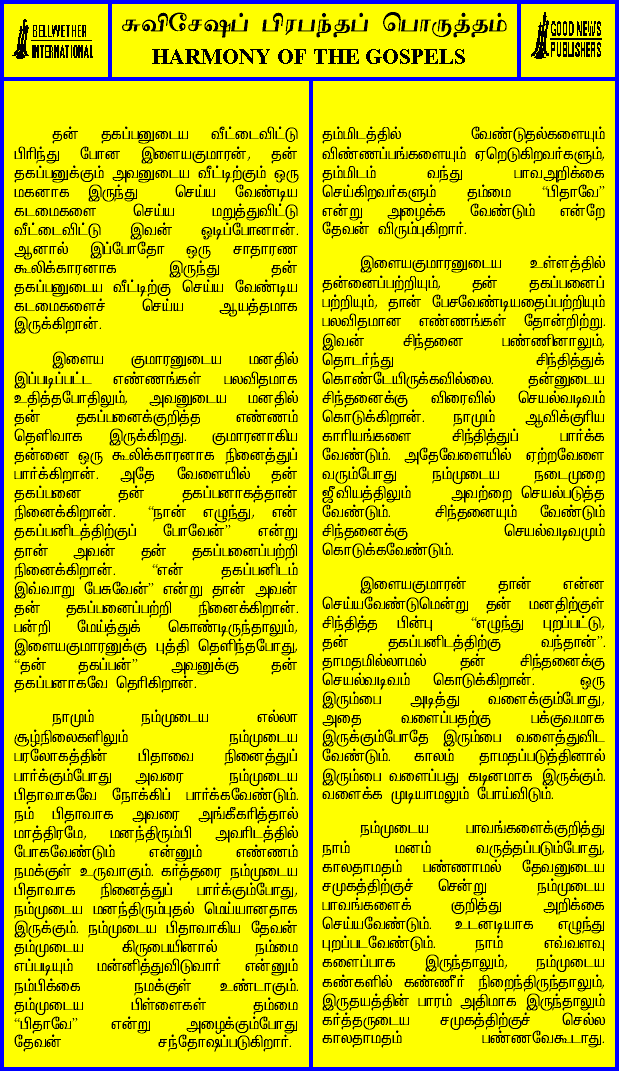 BELLWETHER
INTERNATIONAL
சுவிசேஷப் பிரபந்தப் பொருத்தம்
HARMONY OF THE GOSPELS
GOOD NEWS
PUBLISHERS
தன் தகப்பனுடைய வீட்டைவிட்டு
பிரிந்து போன இளையகுமாரன், தன்
தகப்பனுக்கும் அவனுடைய வீட்டிற்கும் ஒரு
மகனாக இருந்து செய்ய வேண்டிய
கடமைகளை செய்ய மறுத்துவிட்டு
வீட்டைவிட்டு இவன் ஓடிப்போனான்.
ஆனால் இப்போதோ ஒரு சாதாரண
கூலிக்காரனாக இருந்து தன்
தகப்பனுடைய வீட்டிற்கு செய்ய வேண்டிய
கடமைகளைச் செய்ய ஆயத்தமாக
இருக்கிறான்.
இளைய குமாரனுடைய மனதில்
இப்படிப்பட்ட எண்ணங்கள் பலவிதமாக
உதித்தபோதிலும், அவனுடைய மனதில்
தன் தகப்பனைக்குறித்த எண்ணம்
தெளிவாக இருக்கிறது. குமாரனாகிய
தன்னை ஒரு கூலிக்காரனாக நினைத்துப்
பார்க்கிறான். அதே வேளையில் தன்
தகப்பனை தன் தகப்பனாகத்தான்
நினைக்கிறான். “நான் எழுந்து, என்
தகப்பனிடத்திற்குப் போவேன்” என்று
தான் அவன் தன் தகப்பனைப்பற்றி
நினைக்கிறான். “என் தகப்பனிடம்
இவ்வாறு பேசுவேன்” என்று தான் அவன்
தன் தகப்பனைப்பற்றி நினைக்கிறான்.
பன்றி மேய்த்துக் கொண்டிருந்தாலும்,
இளையகுமாரனுக்கு புத்தி தெளிந்தபோது,
“தன் தகப்பன்” அவனுக்கு தன்
தகப்பனாகவே தெரிகிறான்.
நாமும் நம்முடைய எல்லா
சூழ்நிலைகளிலும் நம்முடைய
பரலோகத்தின் பிதாவை நினைத்துப்
பார்க்கும்போது அவரை நம்முடைய
பிதாவாகவே நோக்கிப் பார்க்கவேண்டும்.
நம் பிதாவாக அவரை அங்கீகரித்தால்
மாத்திரமே, மனந்திரும்பி அவரிடத்தில்
போகவேண்டும் என்னும் எண்ணம்
நமக்குள் உருவாகும். கர்த்தரை நம்முடைய
பிதாவாக நினைத்துப் பார்க்கும்போது,
நம்முடைய மனந்திரும்புதல் மெய்யானதாக
இருக்கும். நம்முடைய பிதாவாகிய தேவன்
தம்முடைய கிருபையினால் நம்மை
எப்படியும் மன்னித்துவிடுவார் என்னும்
நம்பிக்கை நமக்குள் உண்டாகும்.
தம்முடைய பிள்ளைகள் தம்மை
“பிதாவே” என்று அழைக்கும்போது
தேவன் சந்தோஷப்படுகிறார்.
தம்மிடத்தில் வேண்டுதல்களையும்
விண்ணப்பங்களையும் ஏறெடுகிறவர்களும்,
தம்மிடம் வந்து பாவஅறிக்கை
செய்கிறவர்களும் தம்மை “பிதாவே”
என்று அழைக்க வேண்டும் என்றே
தேவன் விரும்புகிறார்.
இளையகுமாரனுடைய உள்ளத்தில்
தன்னைப்பற்றியும், தன் தகப்பனைப்
பற்றியும், தான் பேசவேண்டியதைப்பற்றியும்
பலவிதமான எண்ணங்கள் தோன்றிற்று.
இவன் சிந்தனை பண்ணினாலும்,
தொடர்ந்து சிந்தித்துக்
கொண்டேயிருக்கவில்லை. தன்னுடைய
சிந்தனைக்கு விரைவில் செயல்வடிவம்
கொடுக்கிறான். நாமும் ஆவிக்குரிய
காரியங்களை சிந்தித்துப் பார்க்க
வேண்டும். அதேவேளையில் ஏற்றவேளை
வரும்போது நம்முடைய நடைமுறை
ஜீவியத்திலும் அவற்றை செயல்படுத்த
வேண்டும். சிந்தனையும் வேண்டும்
சிந்தனைக்கு செயல்வடிவமும்
கொடுக்கவேண்டும்.
இளையகுமாரன் தான் என்ன
செய்யவேண்டுமென்று தன் மனதிற்குள்
சிந்தித்த பின்பு “எழுந்து புறப்பட்டு,
தன் தகப்பனிடத்திற்கு வந்தான்”.
தாமதமில்லாமல் தன் சிந்தனைக்கு
செயல்வடிவம் கொடுக்கிறான். ஒரு
இரும்பை அடித்து வளைக்கும்போது,
அதை வளைப்பதற்கு பக்குவமாக
இருக்கும்போதே இரும்பை வளைத்துவிட
வேண்டும். காலம் தாமதப்படுத்தினால்
இரும்பை வளைப்பது கடினமாக இருக்கும்.
வளைக்க முடியாமலும் போய்விடும்.
நம்முடைய பாவங்களைக்குறித்து
நாம் மனம் வருத்தப்படும்போது,
காலதாமதம் பண்ணாமல் தேவனுடைய
சமுகத்திற்குச் சென்று நம்முடைய
பாவங்களைக் குறித்து அறிக்கை
செய்யவேண்டும். உடனடியாக எழுந்து
புறப்படவேண்டும். நாம் எவ்வளவு
களைப்பாக இருந்தாலும், நம்முடைய
கண்களில் கண்ணீர் நிறைந்திருந்தாலும்,
இருதயத்தின் பாரம் அதிமாக இருந்தாலும்
கர்த்தருடைய சமுகத்திற்குச் செல்ல
காலதாமதம் பண்ணவேகூடாது.